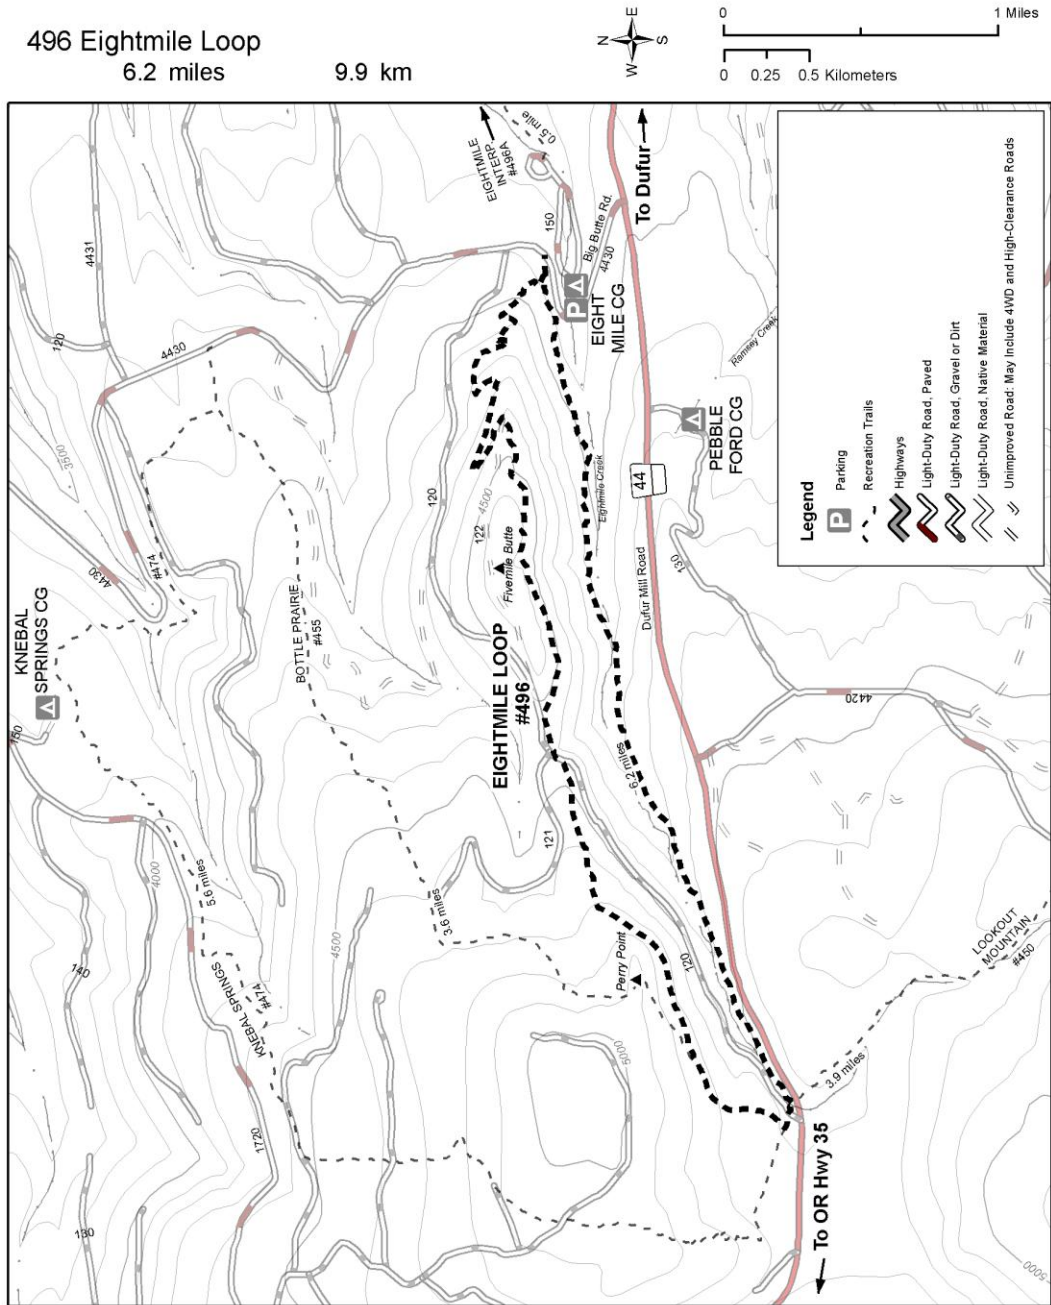 496 Eightmile Loop
6.2 miles 9.9 km
N
E
W
S
0 1 Miles
0 0.25 0.5 Kilometers
4431
120
4430
3500
#474
4430
KNEBAL
SPRINGS CG
150
BOTTLE PRAIRIE
#455
120
122
4500
Fivemile Butte
EIGHTMILE
INTERP
#496A
0.5 mile
150
To Dufur
Big Butte Rd.
4430
P
EIGHT
MILE CG
Ramsey Creek
Eightmile Creek
44
PEBBLE
FORD CG
Dufur Mill Road
130
EIGHTMILE LOOP
#496
6.2 miles
4420
121
4000
5.6 miles
140
KNEBAL SPRINGS
#474
4500
3.6 miles
Perry Point
120
5000
1720
130
LOOKOUT
MOUNTAIN
#450
3.9 miles
To OR Hwy 35
5000
Legend
P Parking
Recreation Trails
Highways
Light-Duty Road, Paved
Light-Duty Road, Gravel or Dirt
Light-Duty Road, Native Material
Unimproved Road: May Include 4WD and High-Clearance Roads